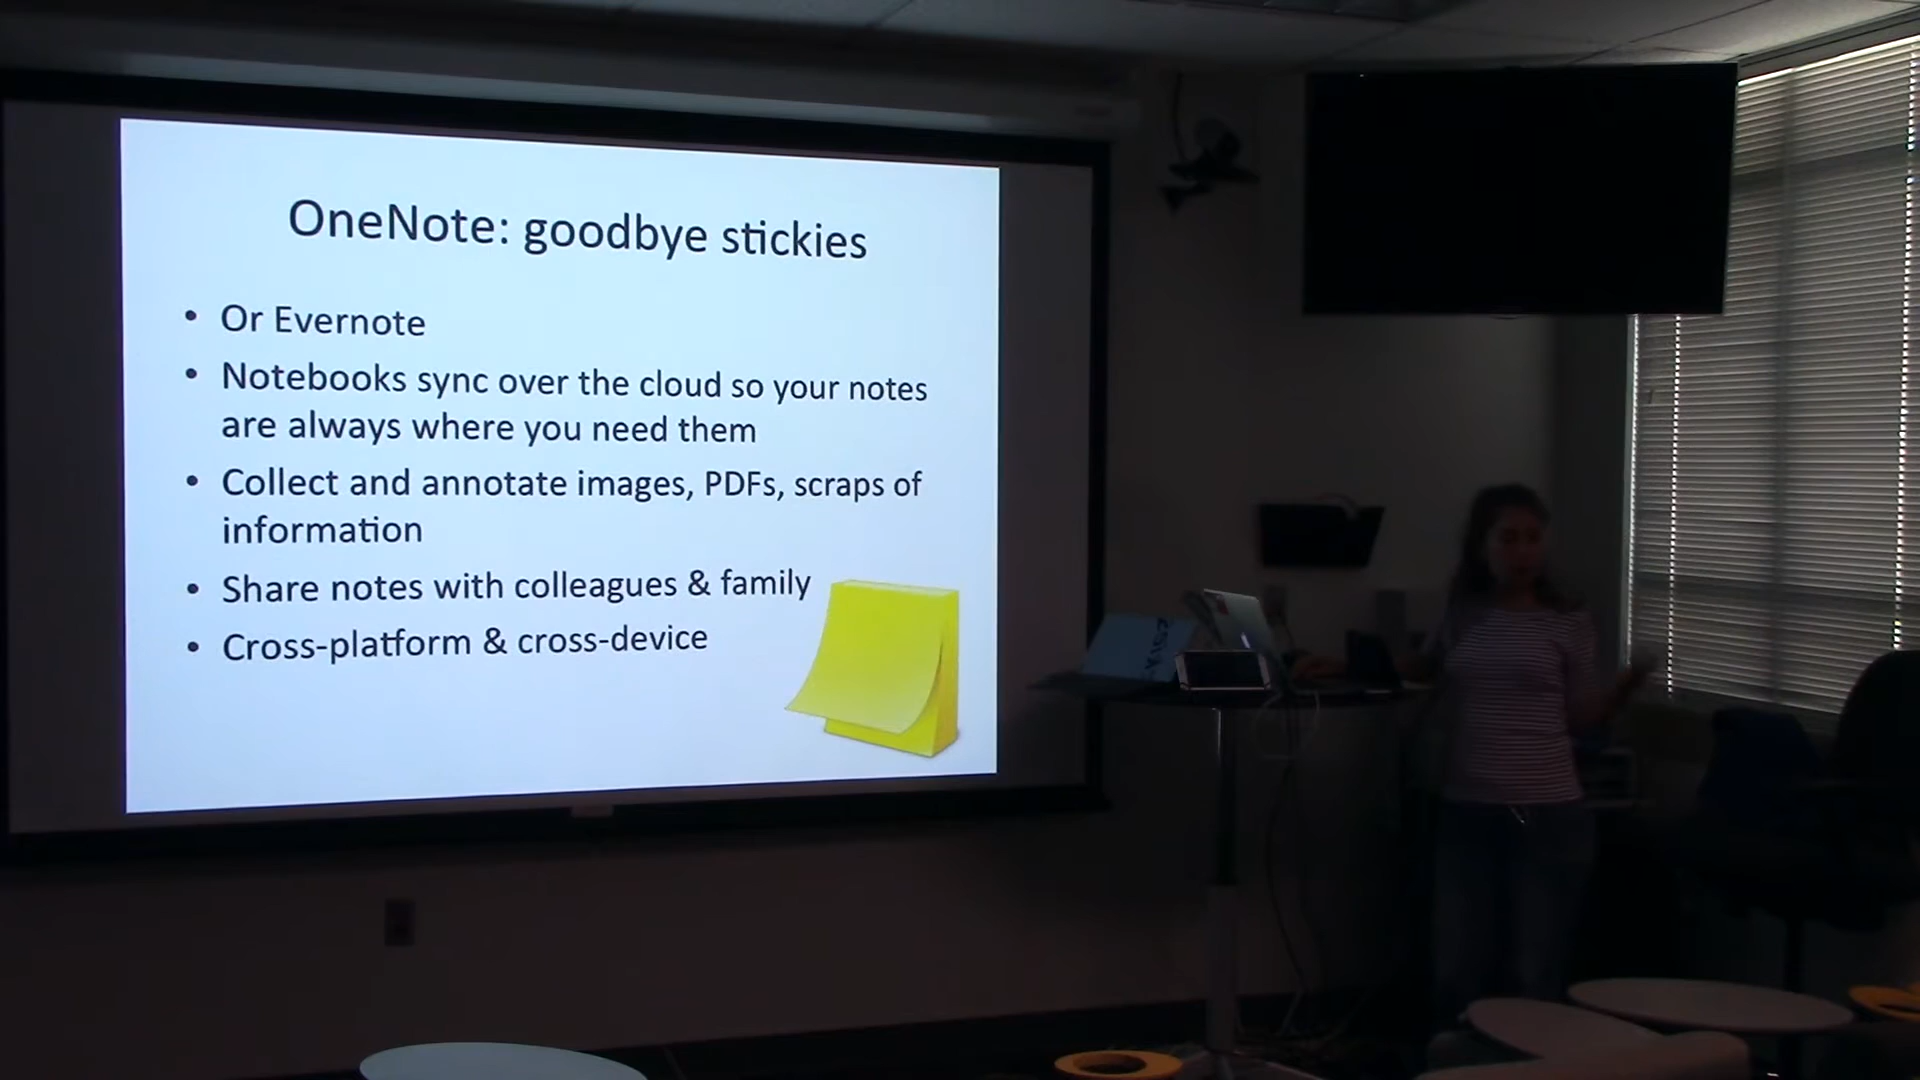 OneNote: goodbye stickies
• Or Evernote
• Notebooks sync over the cloud so your notes
are always where you need them
• Collect and annotate images, PDFs, scraps of
information
• Share notes with colleagues & family
• Cross-platform & cross-device